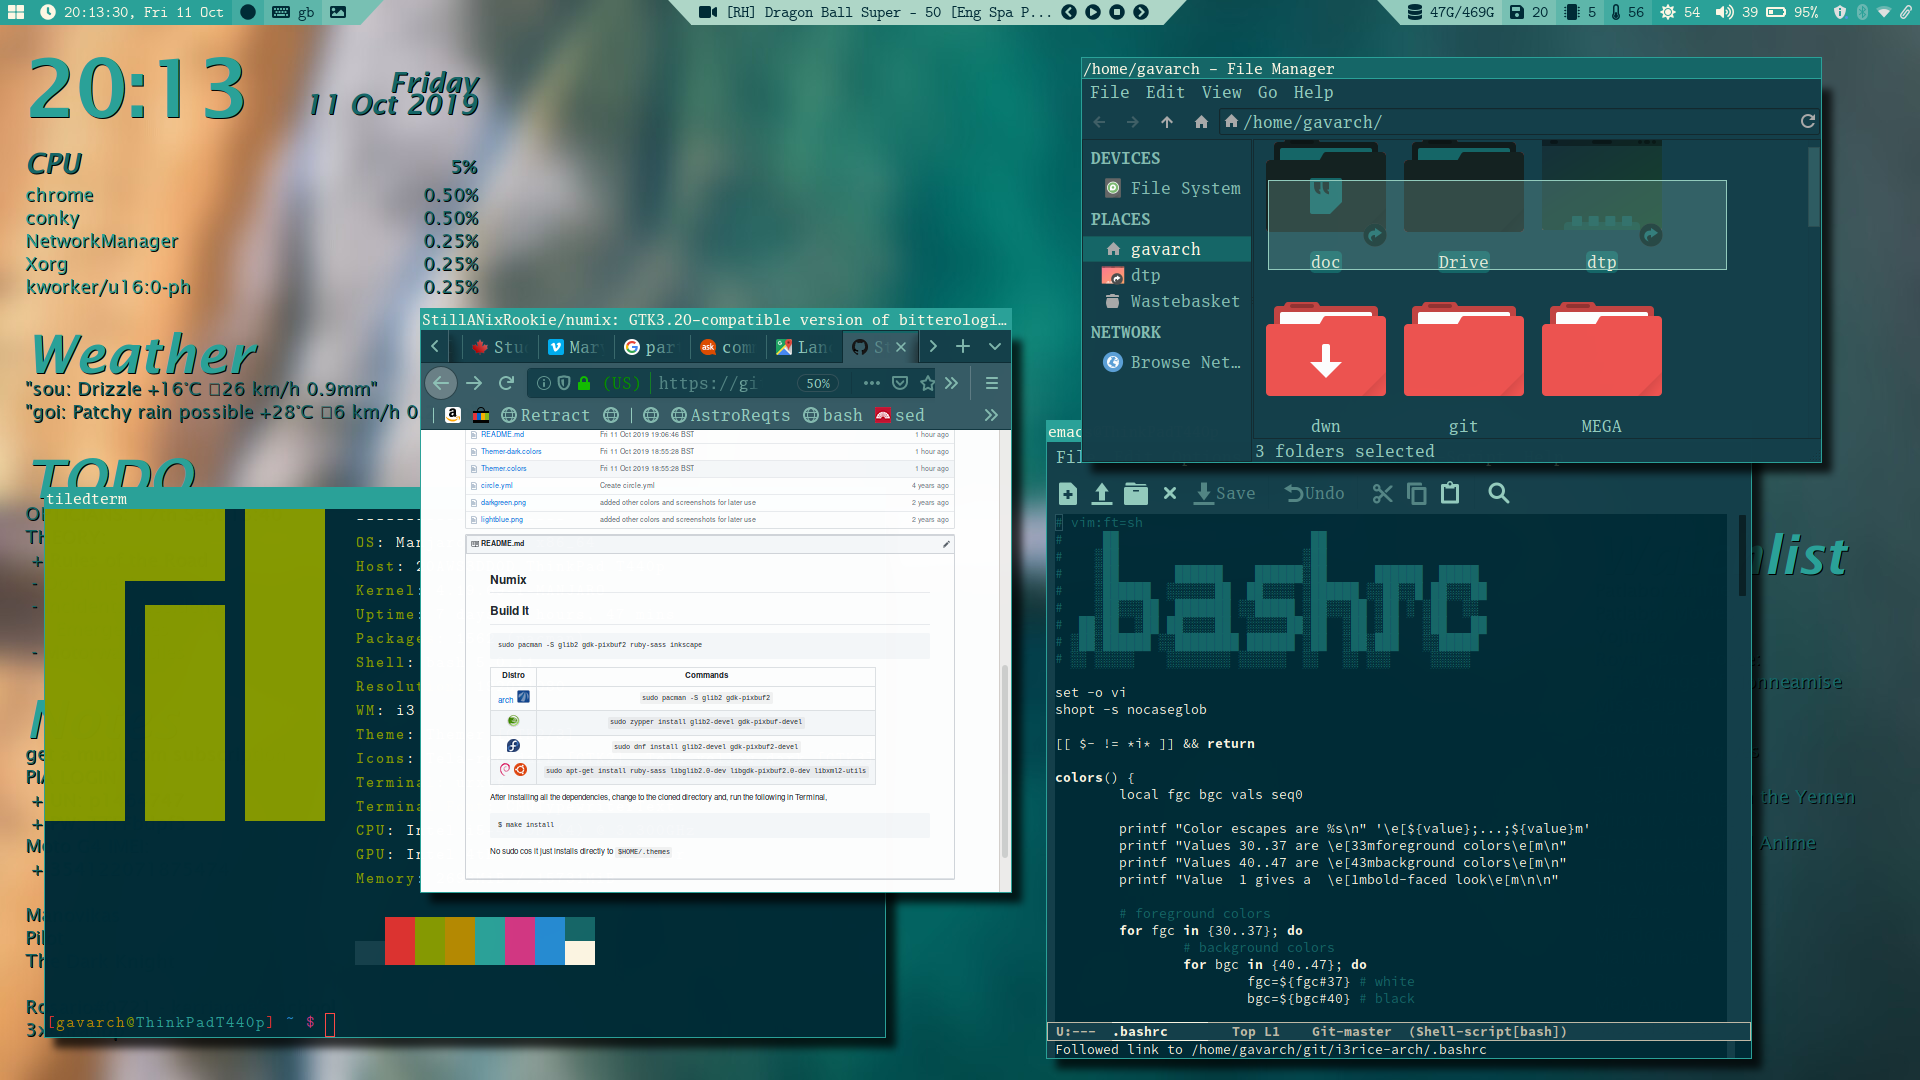 20:13:30, Fri 11 Oct
gb
[RH] Dragon Ball Super - 50 [Eng Spa P...
47G/469G
20
5
56
54
39
95%
20:13
Friday
11 Oct 2019
CPU 5%
chrome 0.50%
conky 0.50%
NetworkManager 0.25%
Xorg 0.25%
kworker/u16:0-ph 0.25%
Weather
"sou: Drizzle +16°C 26 km/h 0.9mm"
"goi: Patchy rain possible +28°C 6 km/h 0
TODO
tiledterm
OS: Man
Host: 2
Kernel:
Uptime:
Package
Shell:
Resolut
WM: i3
Theme:
Icons:
Termina
Termina
CPU: In
GPU: In
Memory:
[gavarch@ThinkPadT440p] ~ $
StillANixRookie/numix: GTK3.20-compatible version of bitterologi...
Stu
Mar
par
com
Lan
S
(US) https://gi 50%
Retract
AstroReqts
bash
sed
README.md Fri 11 Oct 2019 19:06:46 BST 1 hour ago
Themer-dark.colors Fri 11 Oct 2019 18:55:28 BST 1 hour ago
Themer.colors Fri 11 Oct 2019 18:55:28 BST 1 hour ago
circle.yml Create circle.yml 4 years ago
darkgreen.png added other colors and screenshots for later use 2 years ago
lightblue.png added other colors and screenshots for later use 2 years ago
README.md
Numix
Build It
sudo pacman -S glib2 gdk-pixbuf2 ruby-sass inkscape
Distro Commands
arch sudo pacman -S glib2 gdk-pixbuf2
sudo zypper install glib2-devel gdk-pixbuf-devel
sudo dnf install glib2-devel gdk-pixbuf2-devel
sudo apt-get install ruby-sass libglib2.0-dev libgdk-pixbuf2.0-dev libxml2-utils
After installing all the dependencies, change to the cloned directory and, run the following in Terminal,
$ make install
No sudo cos it just installs directly to $HOME/.themes
/home/gavarch - File Manager
File Edit View Go Help
/home/gavarch/
DEVICES
File System
PLACES
gavarch
dtp
Wastebasket
NETWORK
Browse Net...
doc Drive dtp
dwn git MEGA
3 folders selected
emac
Fil
Save Undo
# vim:ft=sh
.bashrc
set -o vi
shopt -s nocaseglob
[[ $- != *i* ]] && return
colors() {
local fgc bgc vals seq0
printf "Color escapes are %s\n" '\e[${value};...;${value}m'
printf "Values 30..37 are \e[33mforeground colors\e[m\n"
printf "Values 40..47 are \e[43mbackground colors\e[m\n"
printf "Value  1 gives a  \e[1mbold-faced look\e[m\n\n"
# foreground colors
for fgc in {30..37}; do
# background colors
for bgc in {40..47}; do
fgc=${fgc#37} # white
bgc=${bgc#40} # black
U:---  .bashrc Top L1 Git-master (Shell-script[bash])
Followed link to /home/gavarch/git/i3rice-arch/.bashrc
list
nneamise
the Yemen
Anime